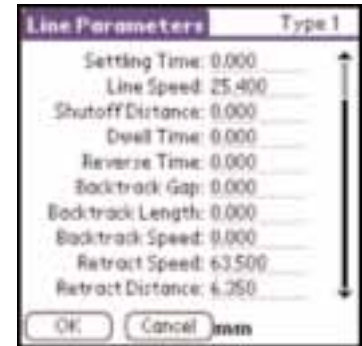 Line Parameters Type 1
Settling Time: 0.000
Line Speed: 25.400
Shutoff Distance: 0.000
Dwell Time: 0.000
Reverse Time: 0.000
Backtrack Gap: 0.000
Backtrack Length: 0.000
Backtrack Speed: 0.000
Retract Speed: 63.500
Retract Distance: 6.350
OK Cancel mm